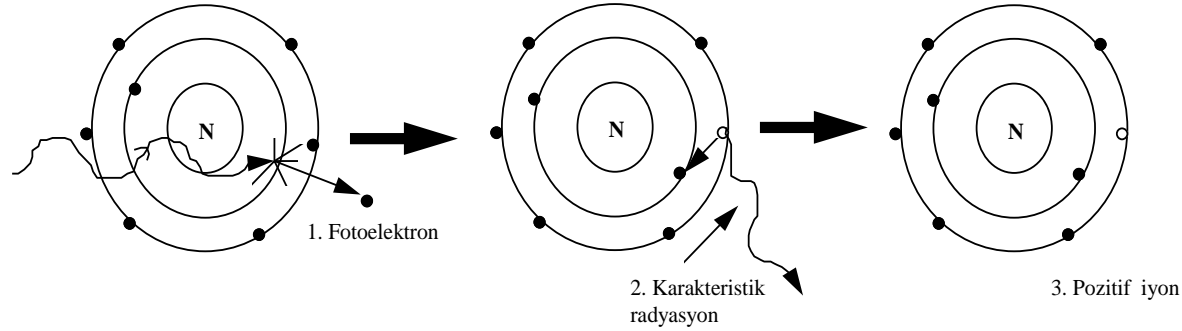 N
N
N
1. Fotoelektron
2. Karakteristik
radyasyon
3. Pozitif iyon